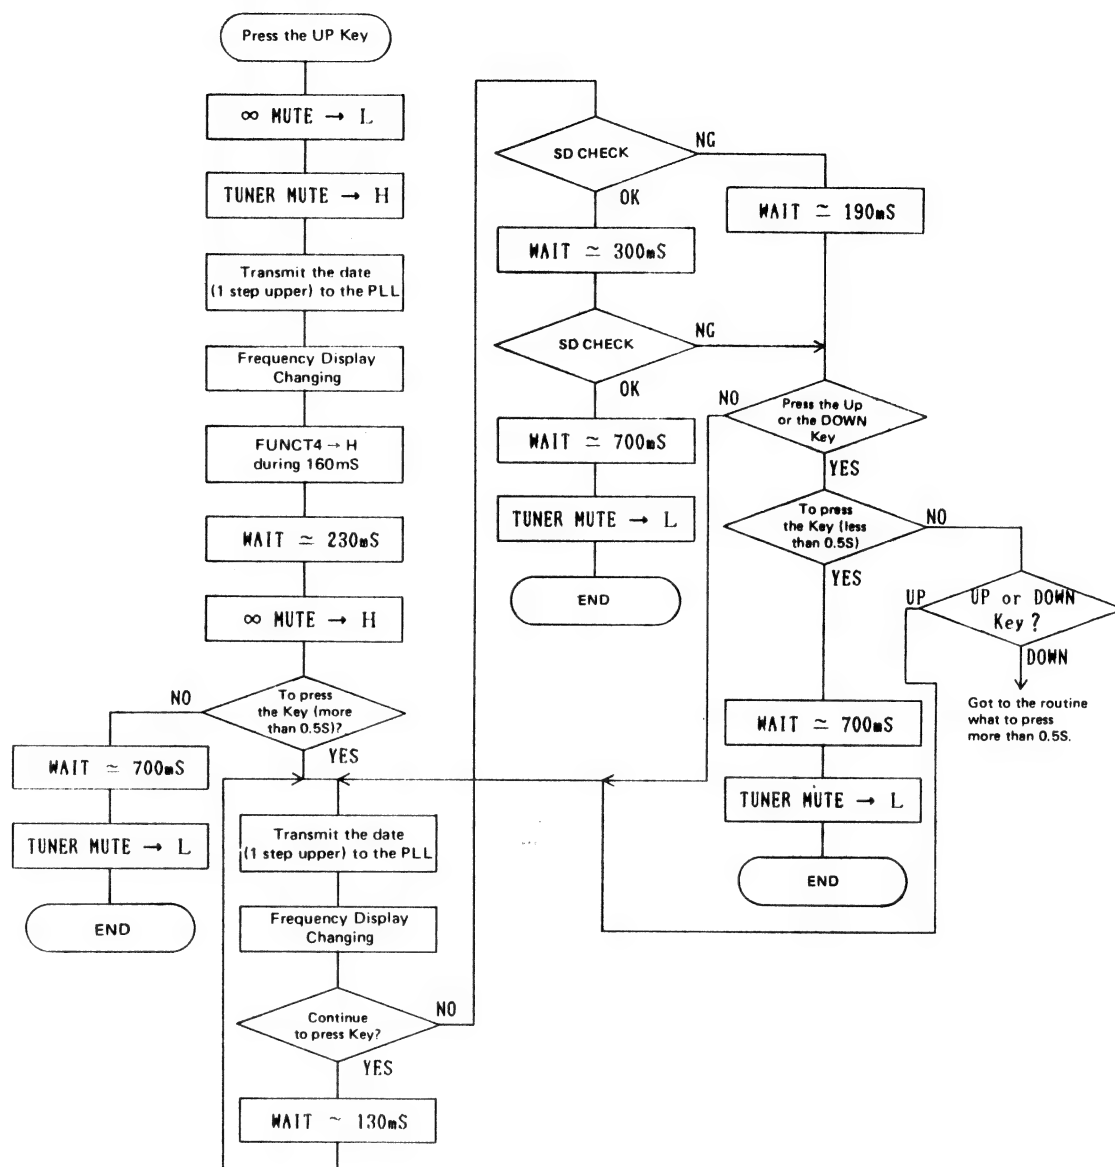 Press the UP Key
∞ MUTE → L
TUNER MUTE → H
Transmit the date
(1 step upper) to the PLL
Frequency Display
Changing
FUNCT4 → H
during 160mS
WAIT ≃ 230mS
∞ MUTE → H
To press
the Key (more
than 0.5S)?
NO
YES
WAIT ≃ 700mS
TUNER MUTE → L
END
Transmit the date
(1 step upper) to the PLL
Frequency Display
Changing
Continue
to press Key?
NO
YES
WAIT ≃ 130mS
SD CHECK
NG
OK
WAIT ≃ 300mS
SD CHECK
NG
OK
WAIT ≃ 700mS
TUNER MUTE → L
END
WAIT ≃ 190mS
Press the Up
or the DOWN
Key
NO
YES
To press
the Key (less
than 0.5S)
NO
YES
WAIT ≃ 700mS
TUNER MUTE → L
END
UP or DOWN
Key ?
UP
DOWN
Got to the routine
what to press
more than 0.5S.